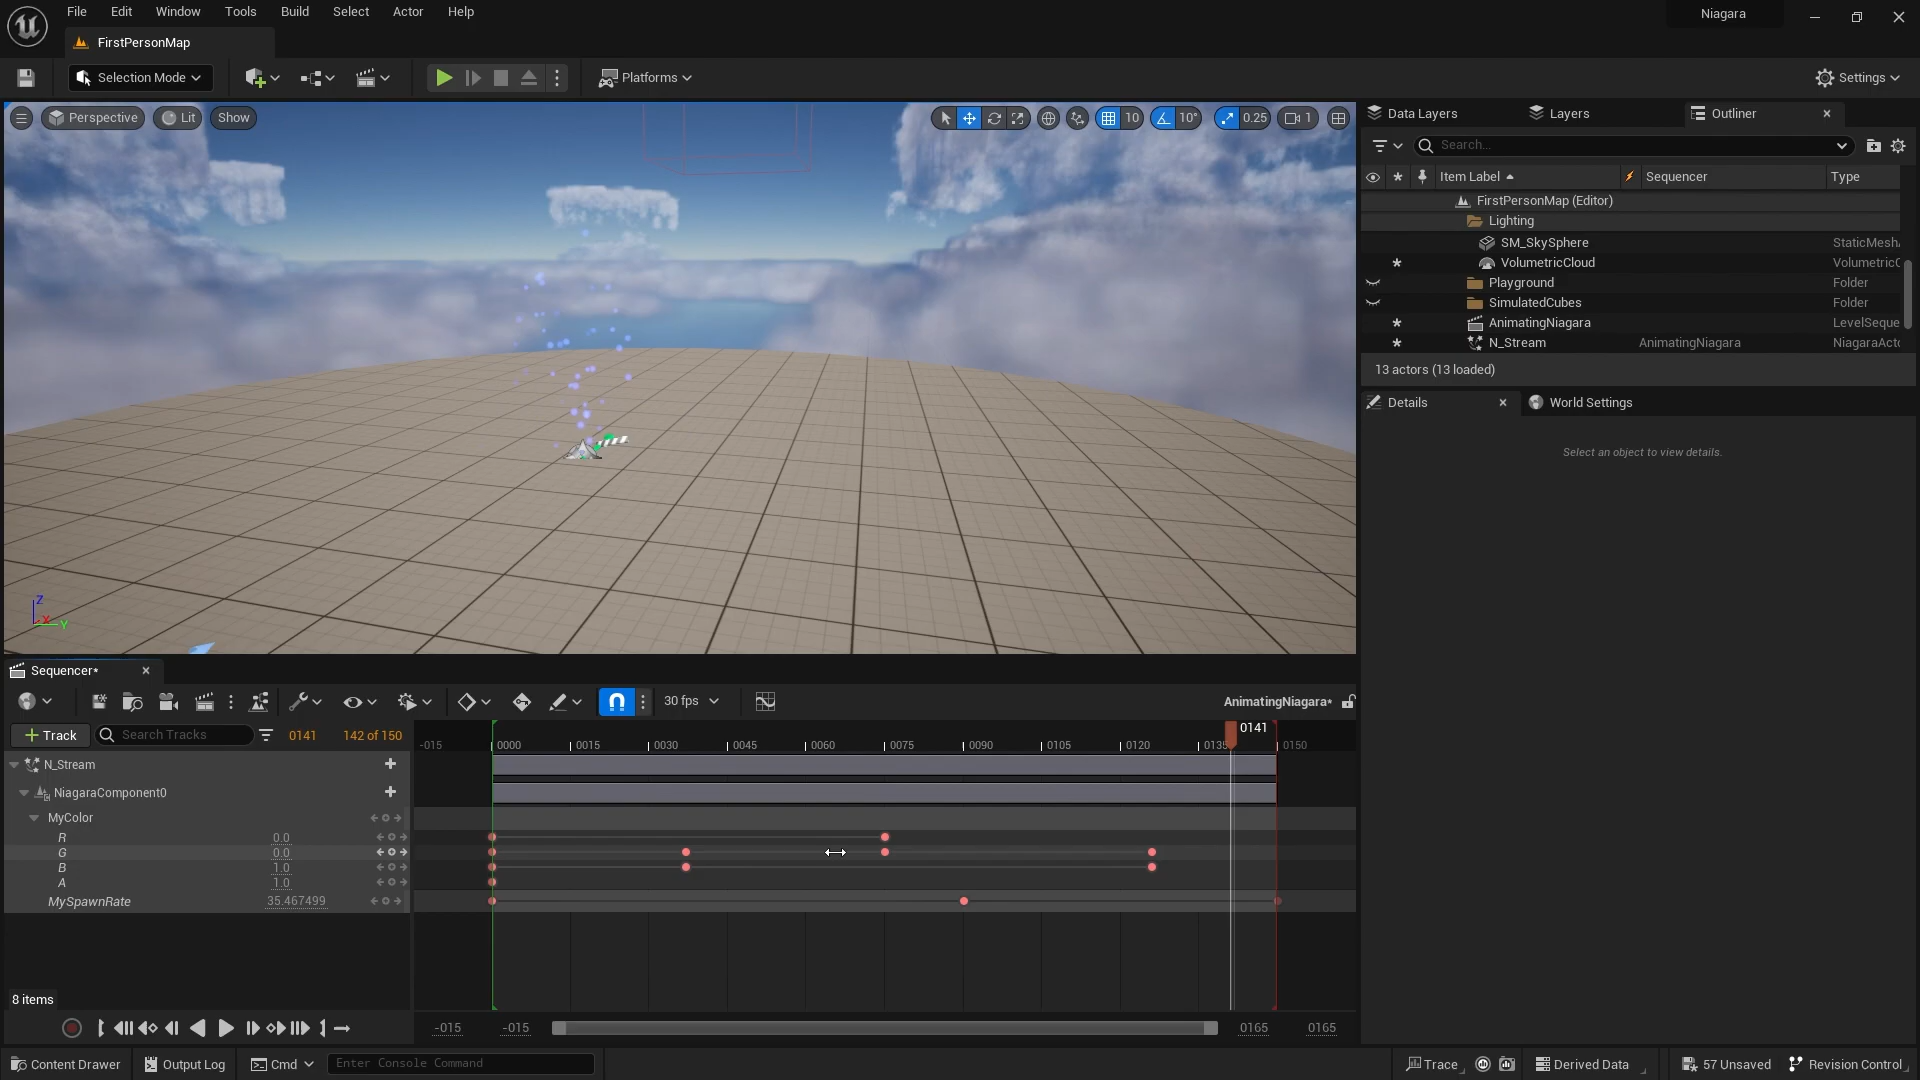 File Edit Window Tools Build Select Actor Help
Niagara
FirstPersonMap
Selection Mode
Platforms
Settings
Perspective Lit Show
10 10° 0.25 1
Data Layers Layers Outliner
Search...
Item Label Sequencer Type
FirstPersonMap (Editor)
Lighting
SM_SkySphere StaticMesh
VolumetricCloud VolumetricC
Playground Folder
SimulatedCubes Folder
AnimatingNiagara LevelSeque
N_Stream AnimatingNiagara NiagaraActo
13 actors (13 loaded)
Details World Settings
Select an object to view details.
Z
X
Y
Sequencer*
30 fps
AnimatingNiagara*
Track
Search Tracks
0141
142 of 150
0141
-015 0000 0015 0030 0045 0060 0075 0090 0105 0120 0135 0150
N_Stream
NiagaraComponent0
MyColor
R 0.0
G 0.0
B 1.0
A 1.0
MySpawnRate 35.467499
8 items
-015 -015 0165 0165
Content Drawer Output Log Cmd Enter Console Command
Trace Derived Data 57 Unsaved Revision Control